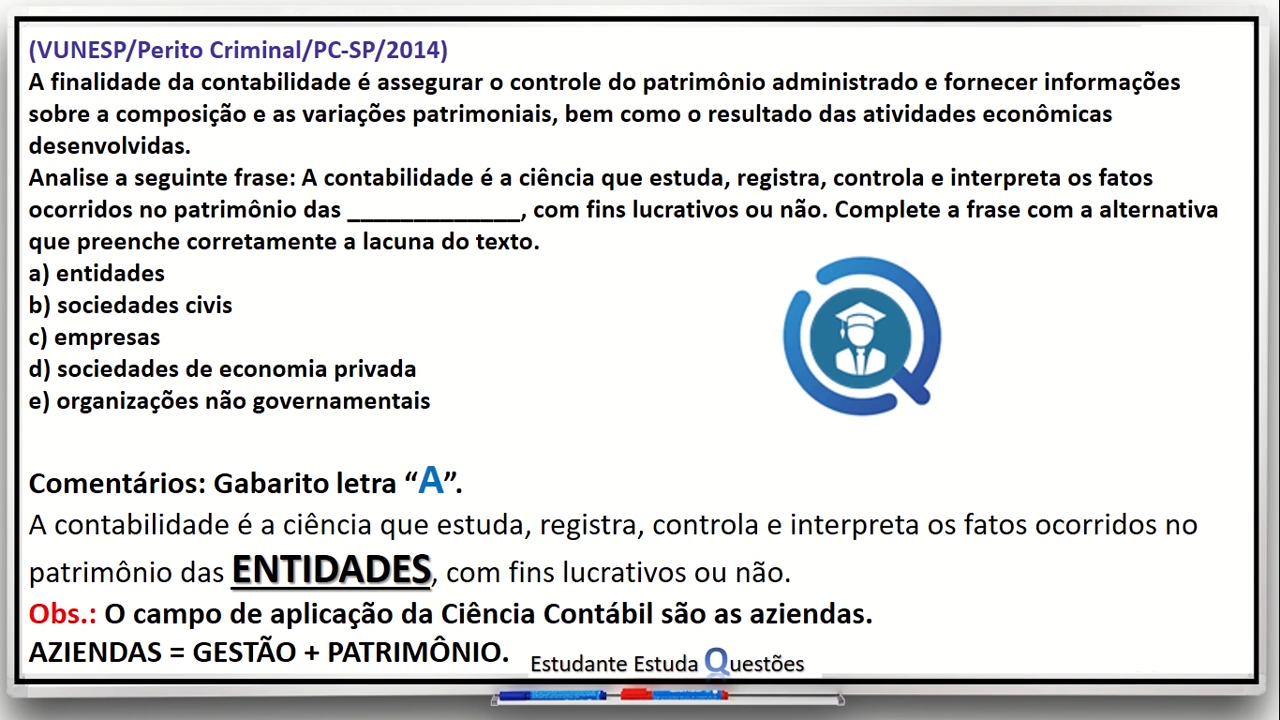 (VUNESP/Perito Criminal/PC-SP/2014)
A finalidade da contabilidade é assegurar o controle do patrimônio administrado e fornecer informações
sobre a composição e as variações patrimoniais, bem como o resultado das atividades econômicas
desenvolvidas.
Analise a seguinte frase: A contabilidade é a ciência que estuda, registra, controla e interpreta os fatos
ocorridos no patrimônio das _____________, com fins lucrativos ou não. Complete a frase com a alternativa
que preenche corretamente a lacuna do texto.
a) entidades
b) sociedades civis
c) empresas
d) sociedades de economia privada
e) organizações não governamentais
Comentários: Gabarito letra “A”.
A contabilidade é a ciência que estuda, registra, controla e interpreta os fatos ocorridos no
patrimônio das ENTIDADES, com fins lucrativos ou não.
Obs.: O campo de aplicação da Ciência Contábil são as aziendas.
AZIENDAS = GESTÃO + PATRIMÔNIO.
Estudante Estuda Questões